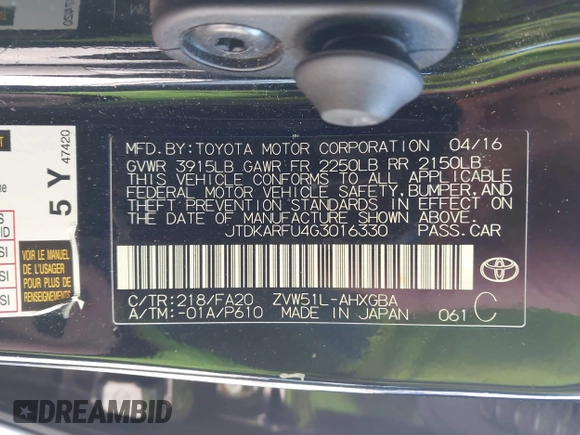 MFD.BY:TOYOTA MOTOR CORPORATION 04/16
GVWR 3915LB GAWR FR 2250LB RR 2150LB
THIS VEHICLE CONFORMS TO ALL APPLICABLE
FEDERAL MOTOR VEHICLE SAFETY, BUMPER, AND
THEFT PREVENTION STANDARDS IN EFFECT ON
THE DATE OF MANUFACTURE SHOWN ABOVE.
JTDKARFU4G3016330 PASS.CAR
C/TR:218/FA20 ZVW51L-AHXGBA
A/TM:-01A/P610 MADE IN JAPAN 061 C
5 Y 47420
VOIR LE MANUEL
DE L'USAGER
POUR PLUS DE
RENSEIGNEMENTS
DREAMBID